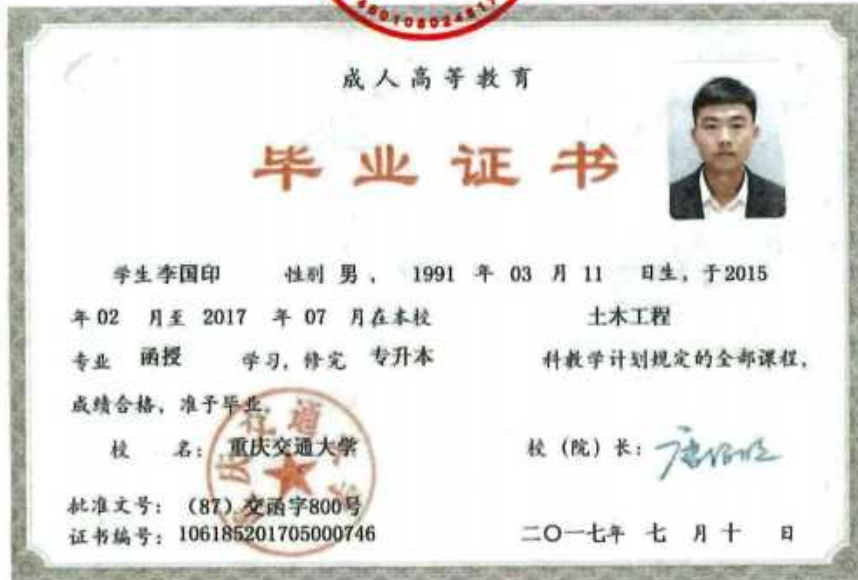 450108024817
成人高等教育
毕业证书
学生 李国印 性别 男， 1991 年 03 月 11 日生，于2015
年 02 月至 2017 年 07 月在本校 土木工程
专业 函授 学习，修完 专升本 科教学计划规定的全部课程，
成绩合格，准予毕业。
校 名：重庆交通大学 校（院）长：
批准文号：（87）交函字800号
证书编号：106185201705000746 二〇一七年 七 月 十 日